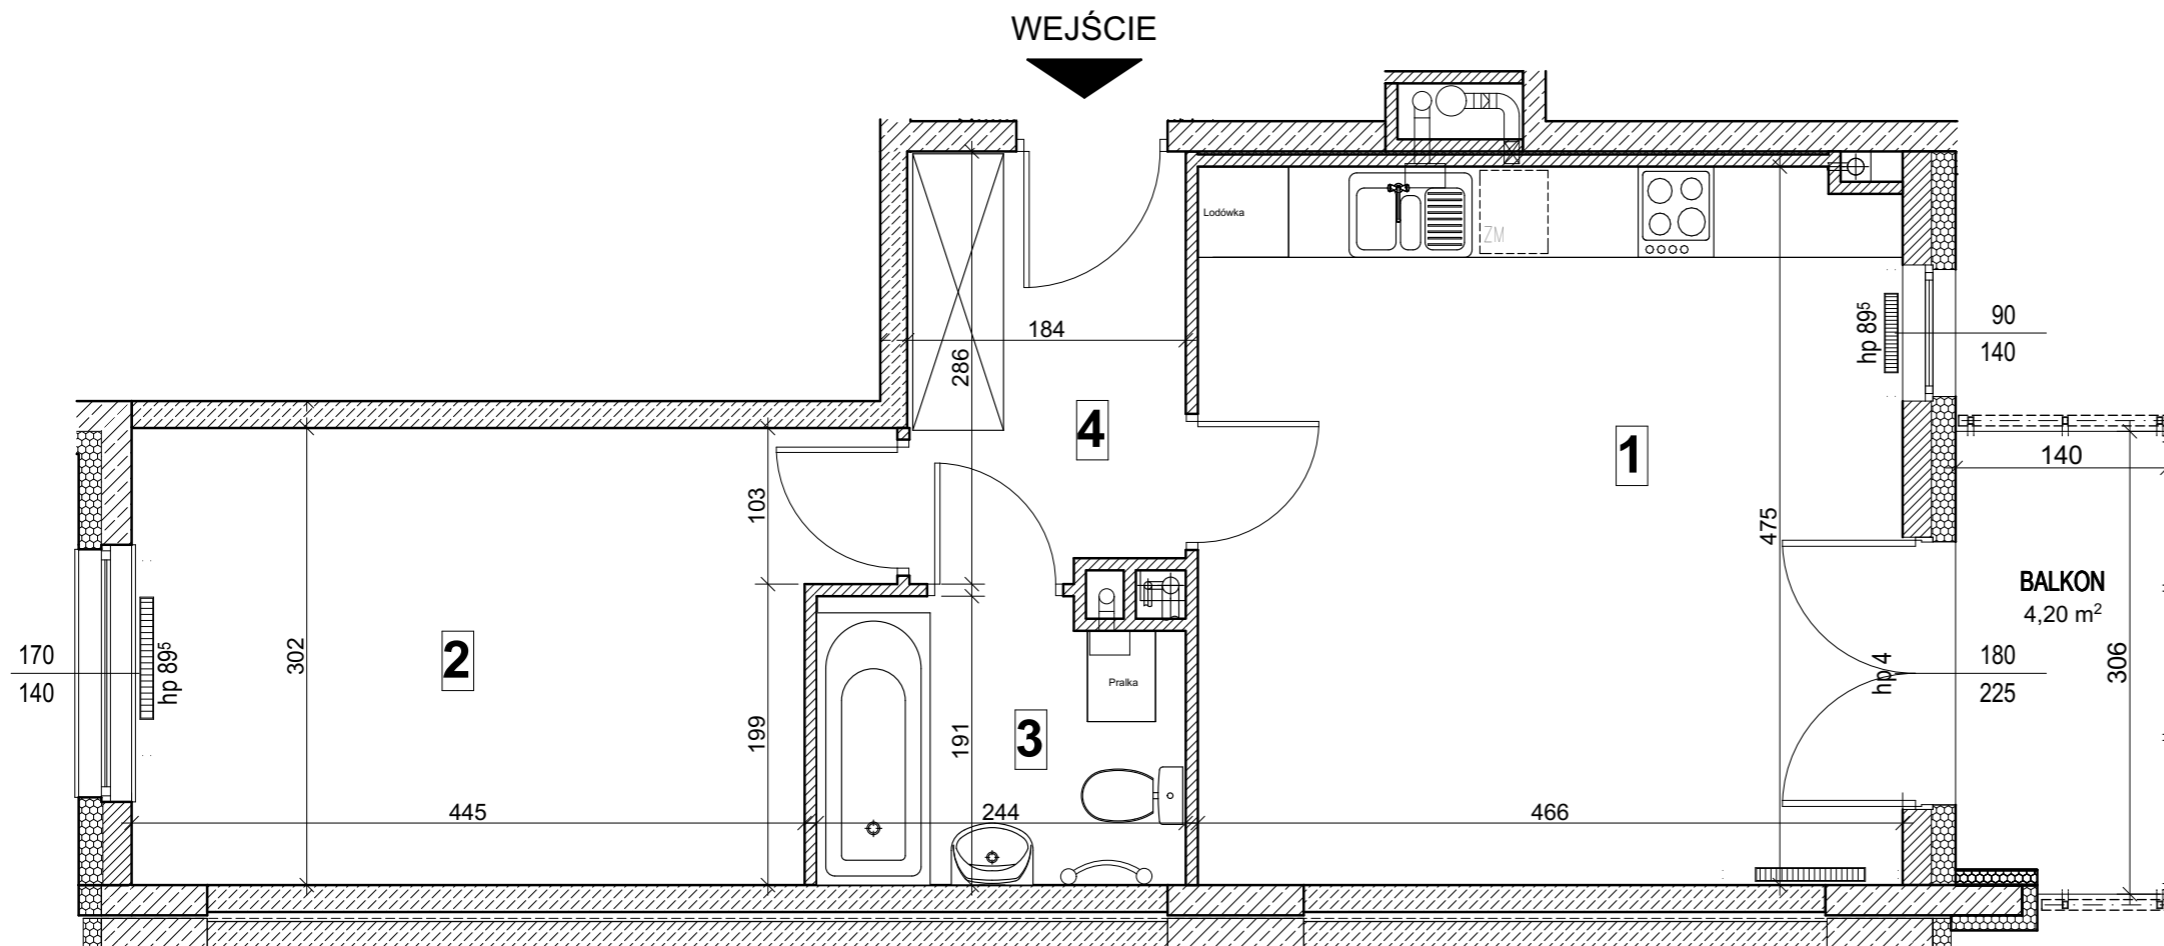 WEJŚCIE
Lodówka
ZM
184
286
hp 89⁵
90
140
4
1
140
103
475
BALKON
4,20 m²
302
2
hp 89⁵
170
140
Pralka
hp 4
180
225
306
199
191
3
445
244
466